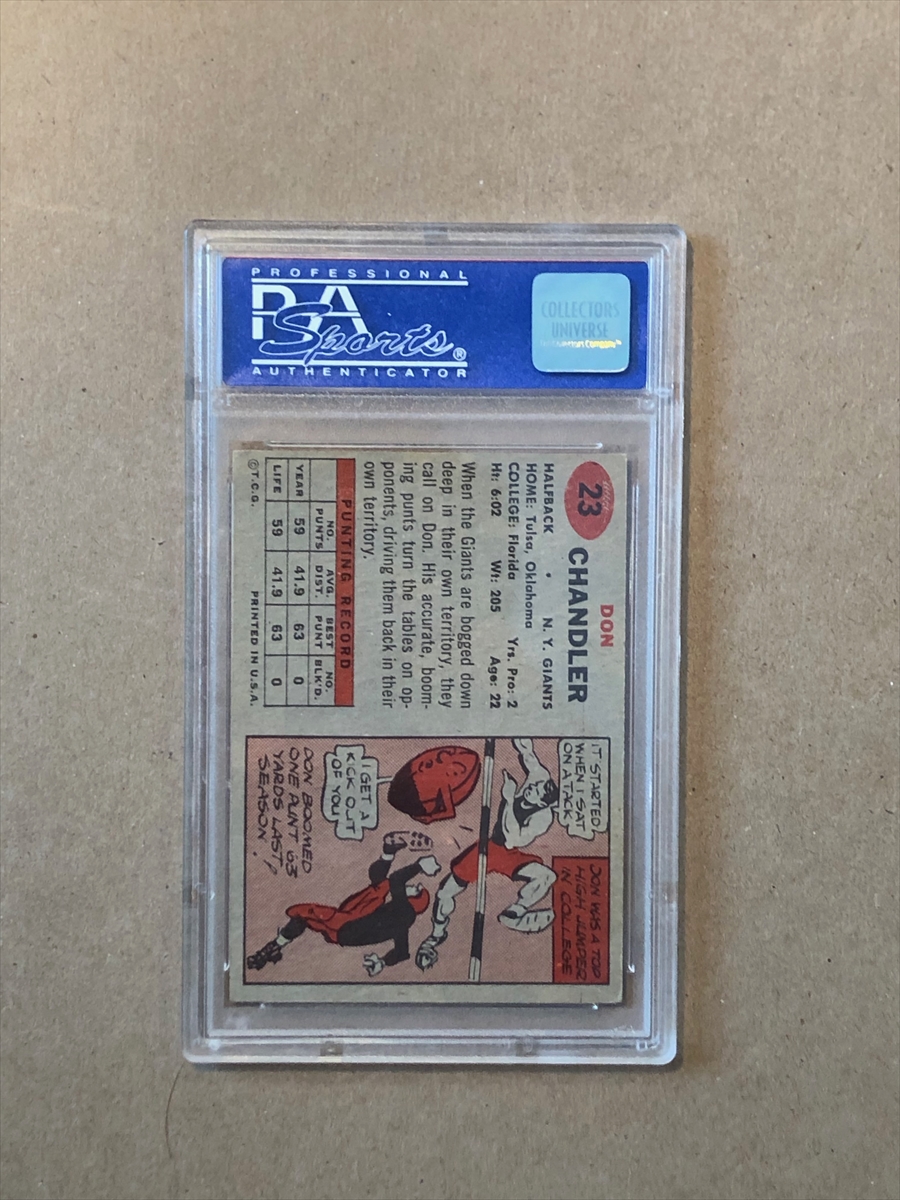 PROFESSIONAL
PSA
Sports®
AUTHENTICATOR
COLLECTORS
UNIVERSE
23
DON
CHANDLER
HALFBACK • N. Y. GIANTS
HOME: Tulsa, Oklahoma
COLLEGE: Florida Yrs. Pro: 2
Ht: 6:02 Wt: 205 Age: 22
When the Giants are bogged down
deep in their own territory, they
call on Don. His accurate, boom-
ing punts turn the tables on op-
ponents, driving them back in their
own territory.
PUNTING RECORD
NO. PUNTS AVG. DIST. BEST PUNT NO. BLK'D.
YEAR 59 41.9 63 0
LIFE 59 41.9 63 0
©T.C.G. PRINTED IN U.S.A.
IT STARTED
WHEN I SAT
ON A TACK
DON WAS A TOP
HIGH JUMPER
IN COLLEGE
I GET A
KICK OUT
OF YOU
DON BOOMED
ONE PUNT 63
YARDS LAST
SEASON!